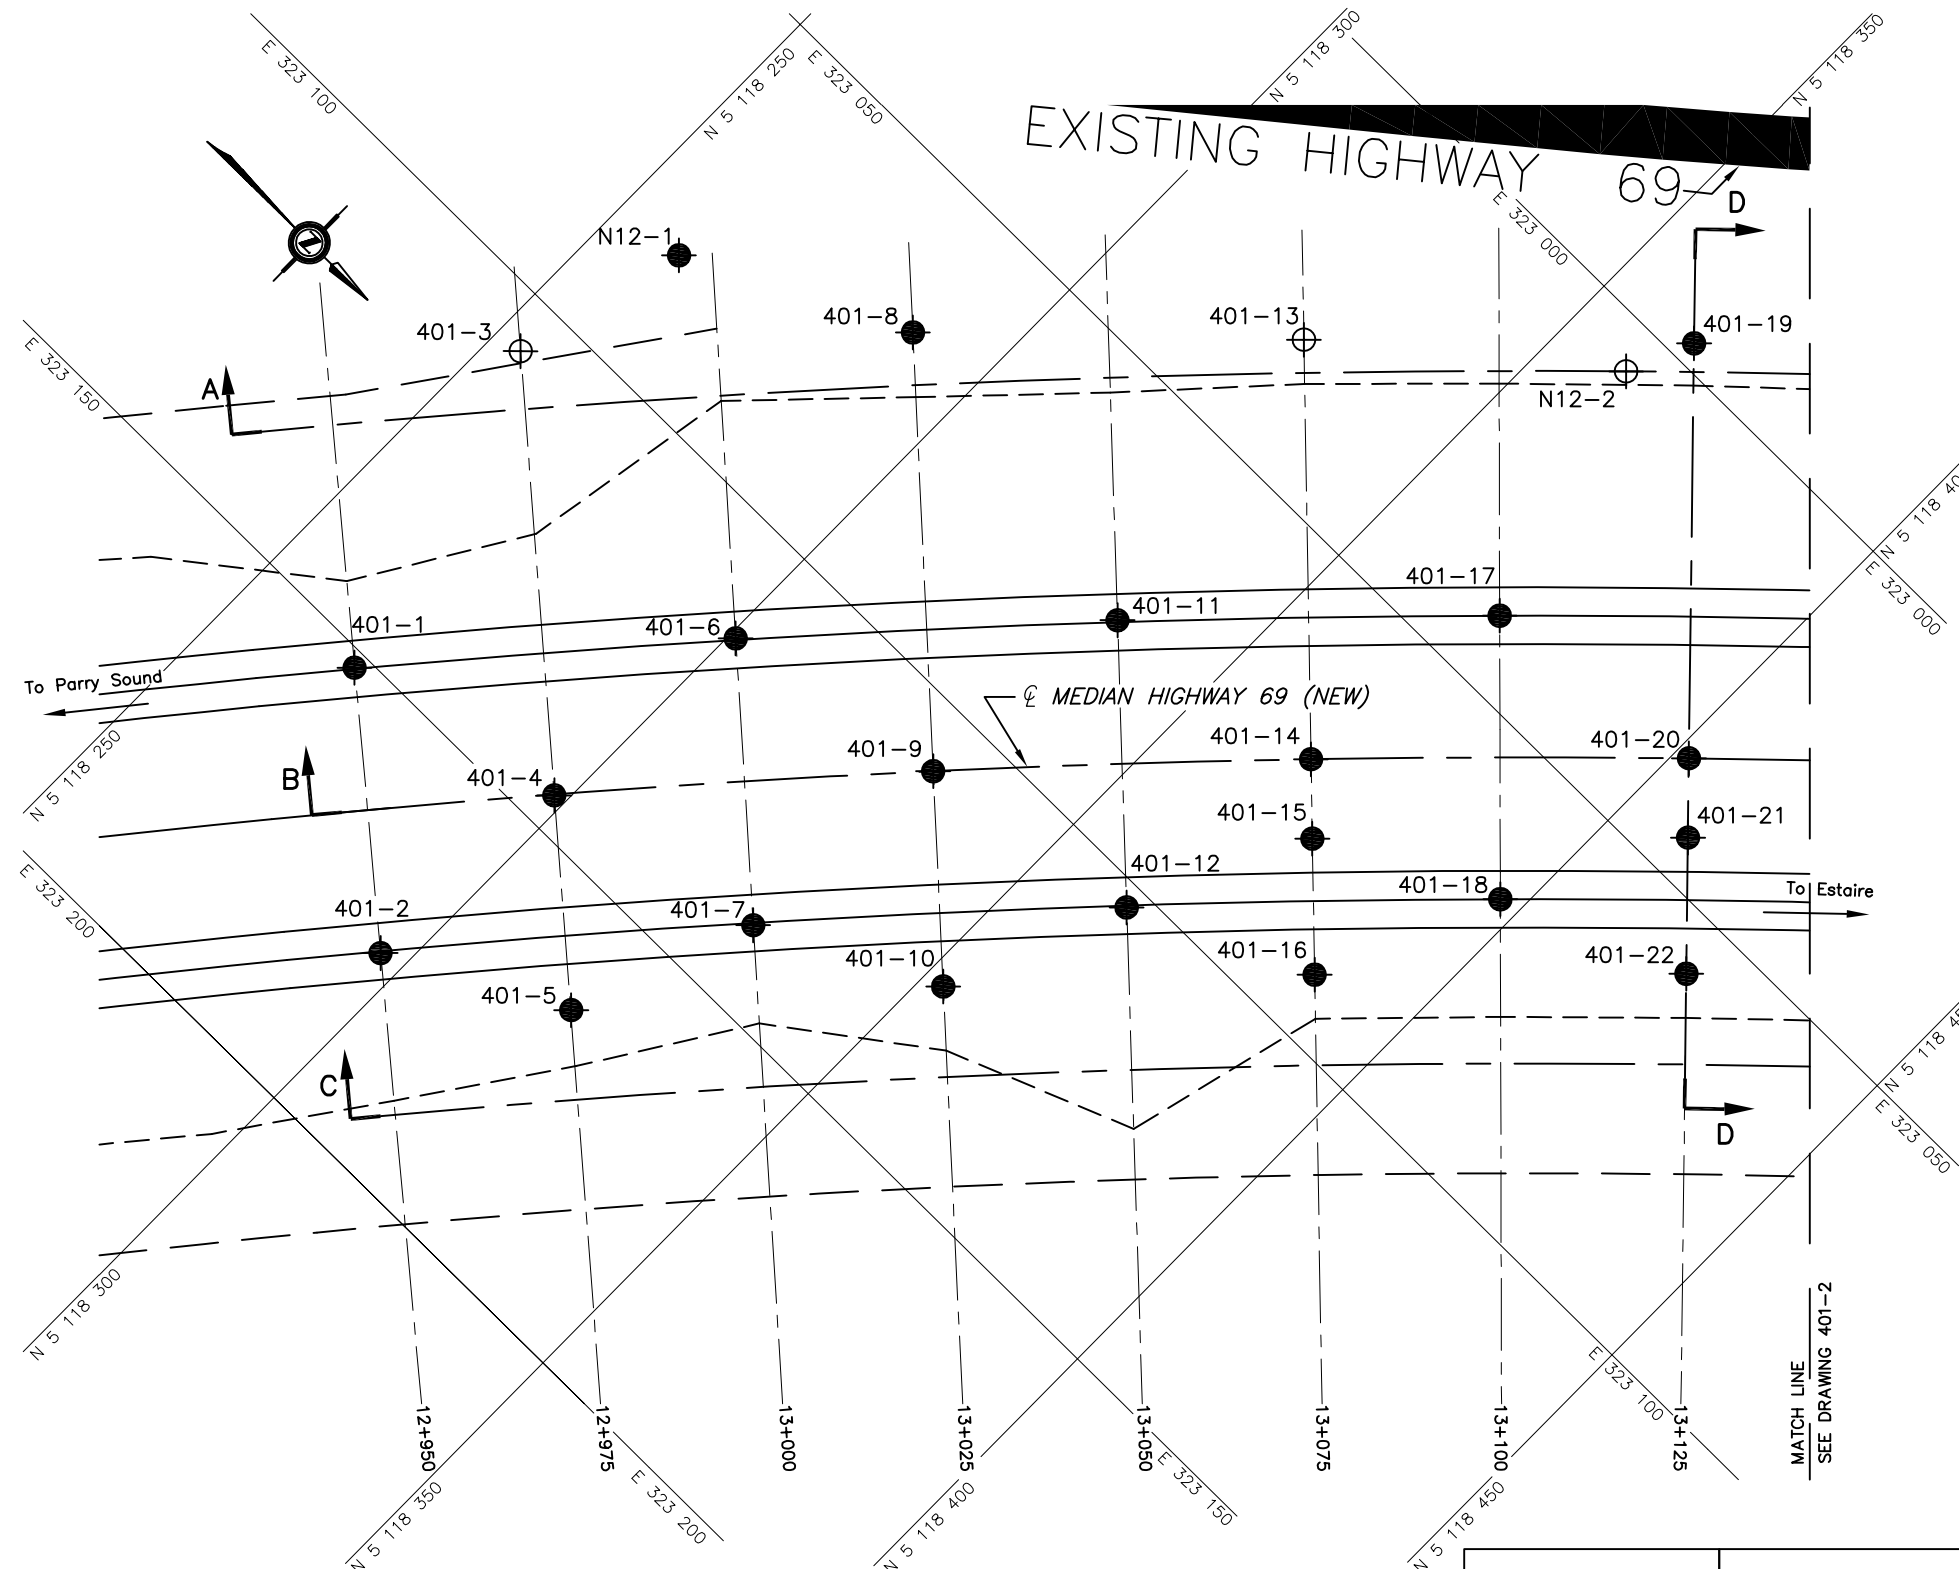 E 323 100
N 5 118 250
E 323 050
N 5 118 300
N 5 118 350
EXISTING HIGHWAY 69
D
E 323 000
N12-1
Z
401-3
401-8
401-13
401-19
E 323 150
A
N12-2
N 5 118
E 323 000
401-17
401-1
401-6
401-11
To Parry Sound
℄ MEDIAN HIGHWAY 69 (NEW)
N 5 118 250
401-9
401-14
401-20
B
401-4
401-15
401-21
E 323 200
401-12
To Estaire
401-2
401-7
401-18
401-10
401-16
401-22
401-5
N 5 118
C
E 323 050
D
N 5 118 300
E 323 100
MATCH LINE
SEE DRAWING 401-2
12+950
12+975
13+000
13+025
13+050
13+075
13+100
13+125
N 5 118 350
E 323 200
N 5 118 400
E 323 150
N 5 118 450